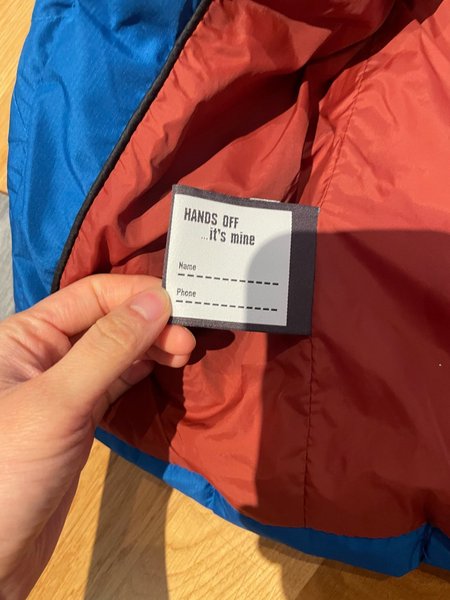 HANDS OFF
...it's mine
Name
Phone